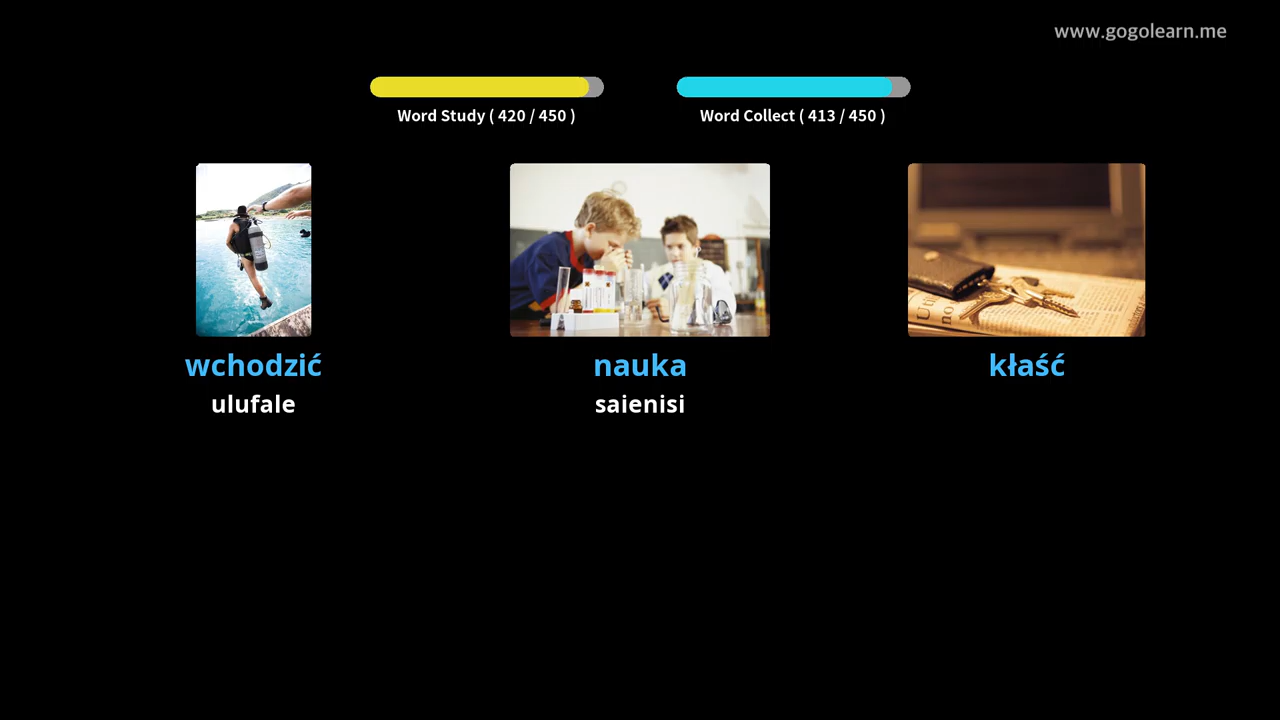 www.gogolearn.me
Word Study ( 420 / 450 )
Word Collect ( 413 / 450 )
wchodzić
ulufale
nauka
saienisi
kłaść